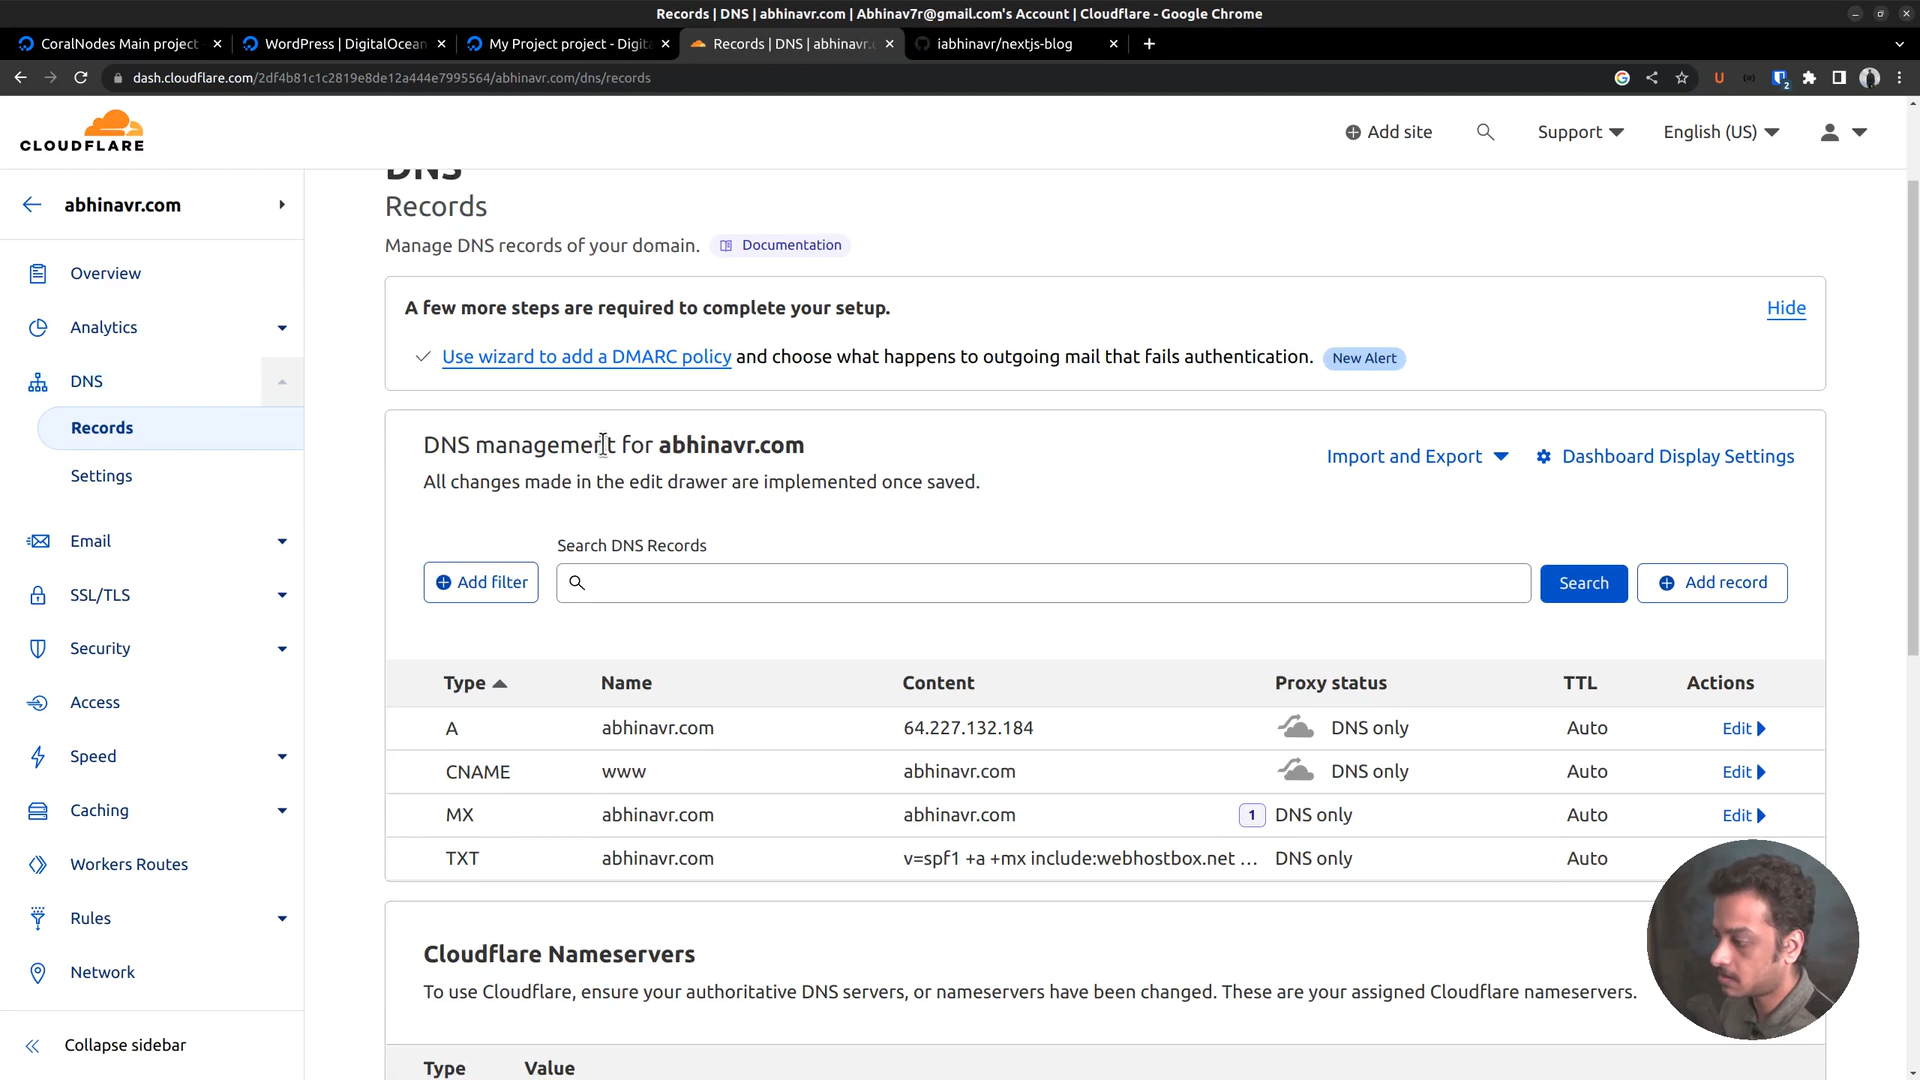 Records | DNS | abhinavr.com | Abhinav7r@gmail.com's Account | Cloudflare - Google Chrome
CoralNodes Main project
WordPress | DigitalOcean
My Project project - Digita
Records | DNS | abhinavr.c
iabhinavr/nextjs-blog
dash.cloudflare.com/2df4b81c1c2819e8de12a444e7995564/abhinavr.com/dns/records
CLOUDFLARE
Add site
Support
English (US)
abhinavr.com
Overview
Analytics
DNS
Records
Settings
Email
SSL/TLS
Security
Access
Speed
Caching
Workers Routes
Rules
Network
Collapse sidebar
DNS
Records
Manage DNS records of your domain. Documentation
A few more steps are required to complete your setup. Hide
Use wizard to add a DMARC policy and choose what happens to outgoing mail that fails authentication. New Alert
DNS management for abhinavr.com
Import and Export Dashboard Display Settings
All changes made in the edit drawer are implemented once saved.
Search DNS Records
Add filter Search Add record
Type Name Content Proxy status TTL Actions
A abhinavr.com 64.227.132.184 DNS only Auto Edit
CNAME www abhinavr.com DNS only Auto Edit
MX abhinavr.com abhinavr.com 1 DNS only Auto Edit
TXT abhinavr.com v=spf1 +a +mx include:webhostbox.net ... DNS only Auto
Cloudflare Nameservers
To use Cloudflare, ensure your authoritative DNS servers, or nameservers have been changed. These are your assigned Cloudflare nameservers.
Type Value